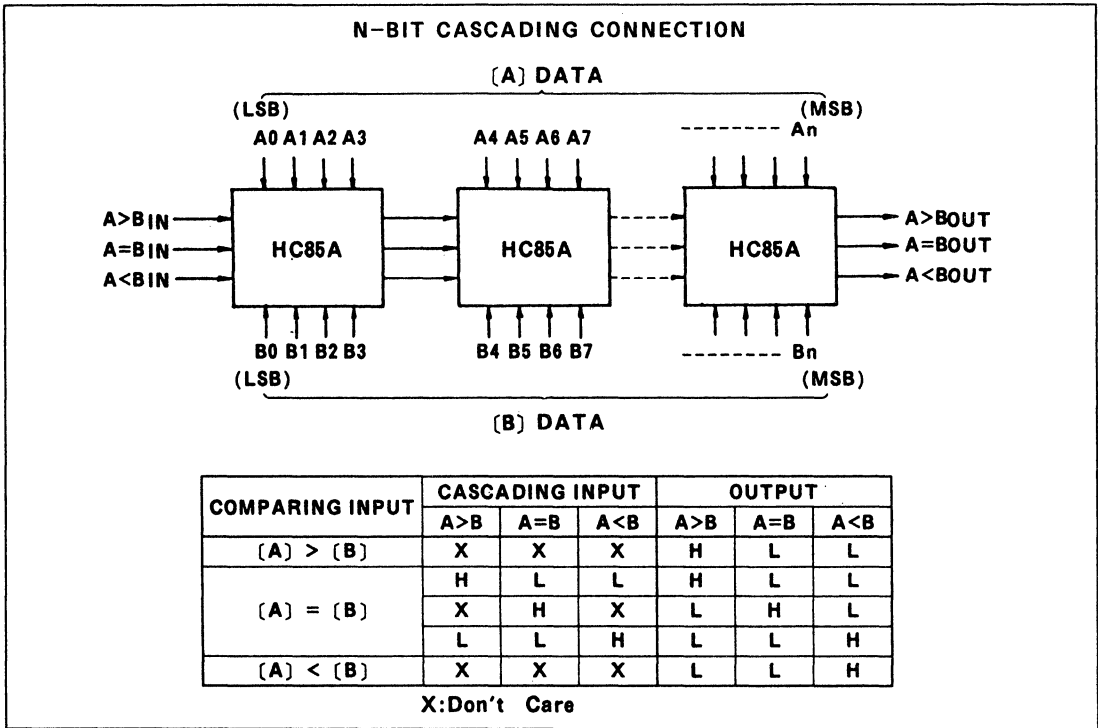 N-BIT CASCADING CONNECTION
[A] DATA
(LSB) (MSB)
A0 A1 A2 A3 A4 A5 A6 A7 An
A>BIN HC85A HC85A HC85A A>BOUT
A=BIN A=BOUT
A<BIN A<BOUT
B0 B1 B2 B3 B4 B5 B6 B7 Bn
(LSB) (MSB)
[B] DATA
COMPARING INPUT CASCADING INPUT OUTPUT
A>B A=B A<B A>B A=B A<B
[A] > [B] X X X H L L
H L L H L L
[A] = [B] X H X L H L
L L H L L H
[A] < [B] X X X L L H
X:Don't Care